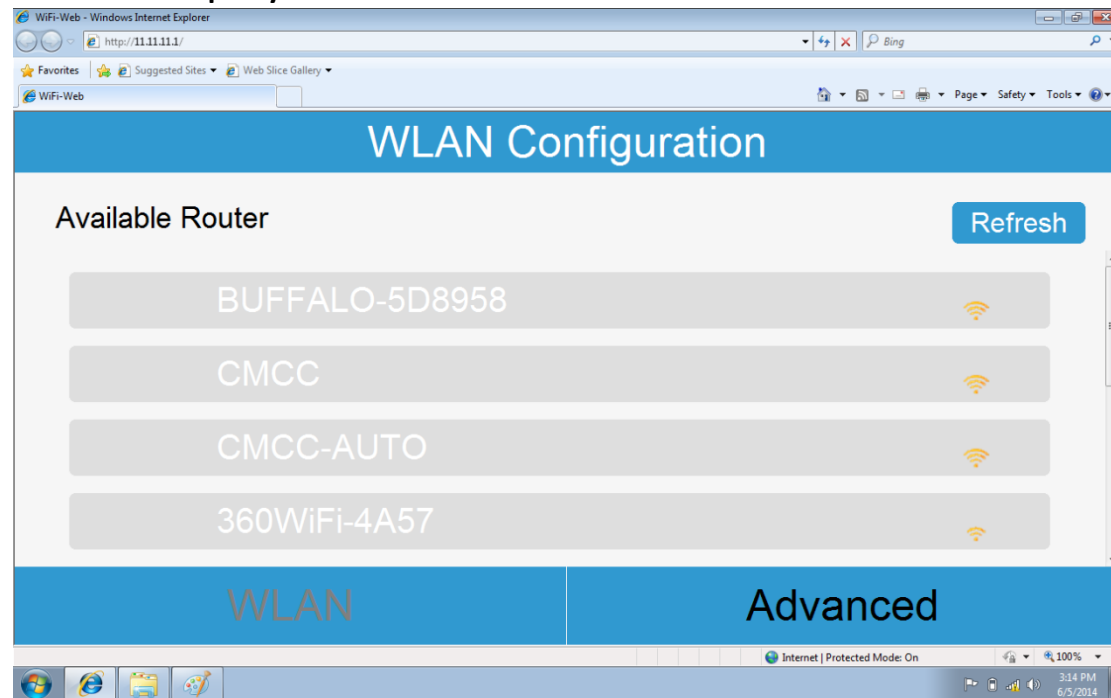 WiFi-Web - Windows Internet Explorer
http://11.11.11.1/
Bing
Favorites Suggested Sites Web Slice Gallery
WiFi-Web
Page Safety Tools
WLAN Configuration
Available Router
Refresh
BUFFALO-5D8958
CMCC
CMCC-AUTO
360WiFi-4A57
WLAN
Advanced
Internet | Protected Mode: On
100%
3:14 PM
6/5/2014